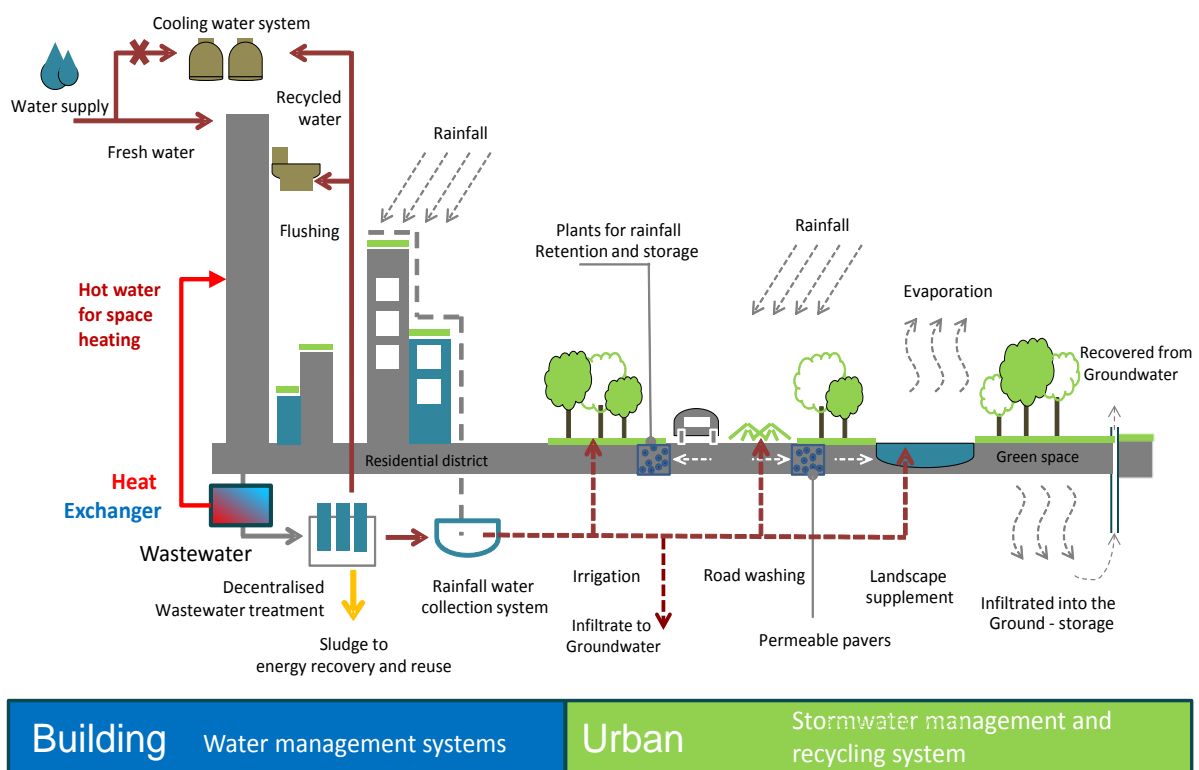 Cooling water system
Water supply
Recycled
water
Fresh water
Rainfall
Flushing
Plants for rainfall
Retention and storage
Rainfall
Evaporation
Hot water
for space
heating
Recovered from
Groundwater
Residential district
Green space
Heat
Exchanger
Wastewater
Decentralised
Wastewater treatment
Rainfall water
collection system
Irrigation
Road washing
Landscape
supplement
Infiltrate to
Groundwater
Permeable pavers
Infiltrated into the
Ground - storage
Sludge to
energy recovery and reuse
Building
Water management systems
Urban
Stormwater management and
recycling system